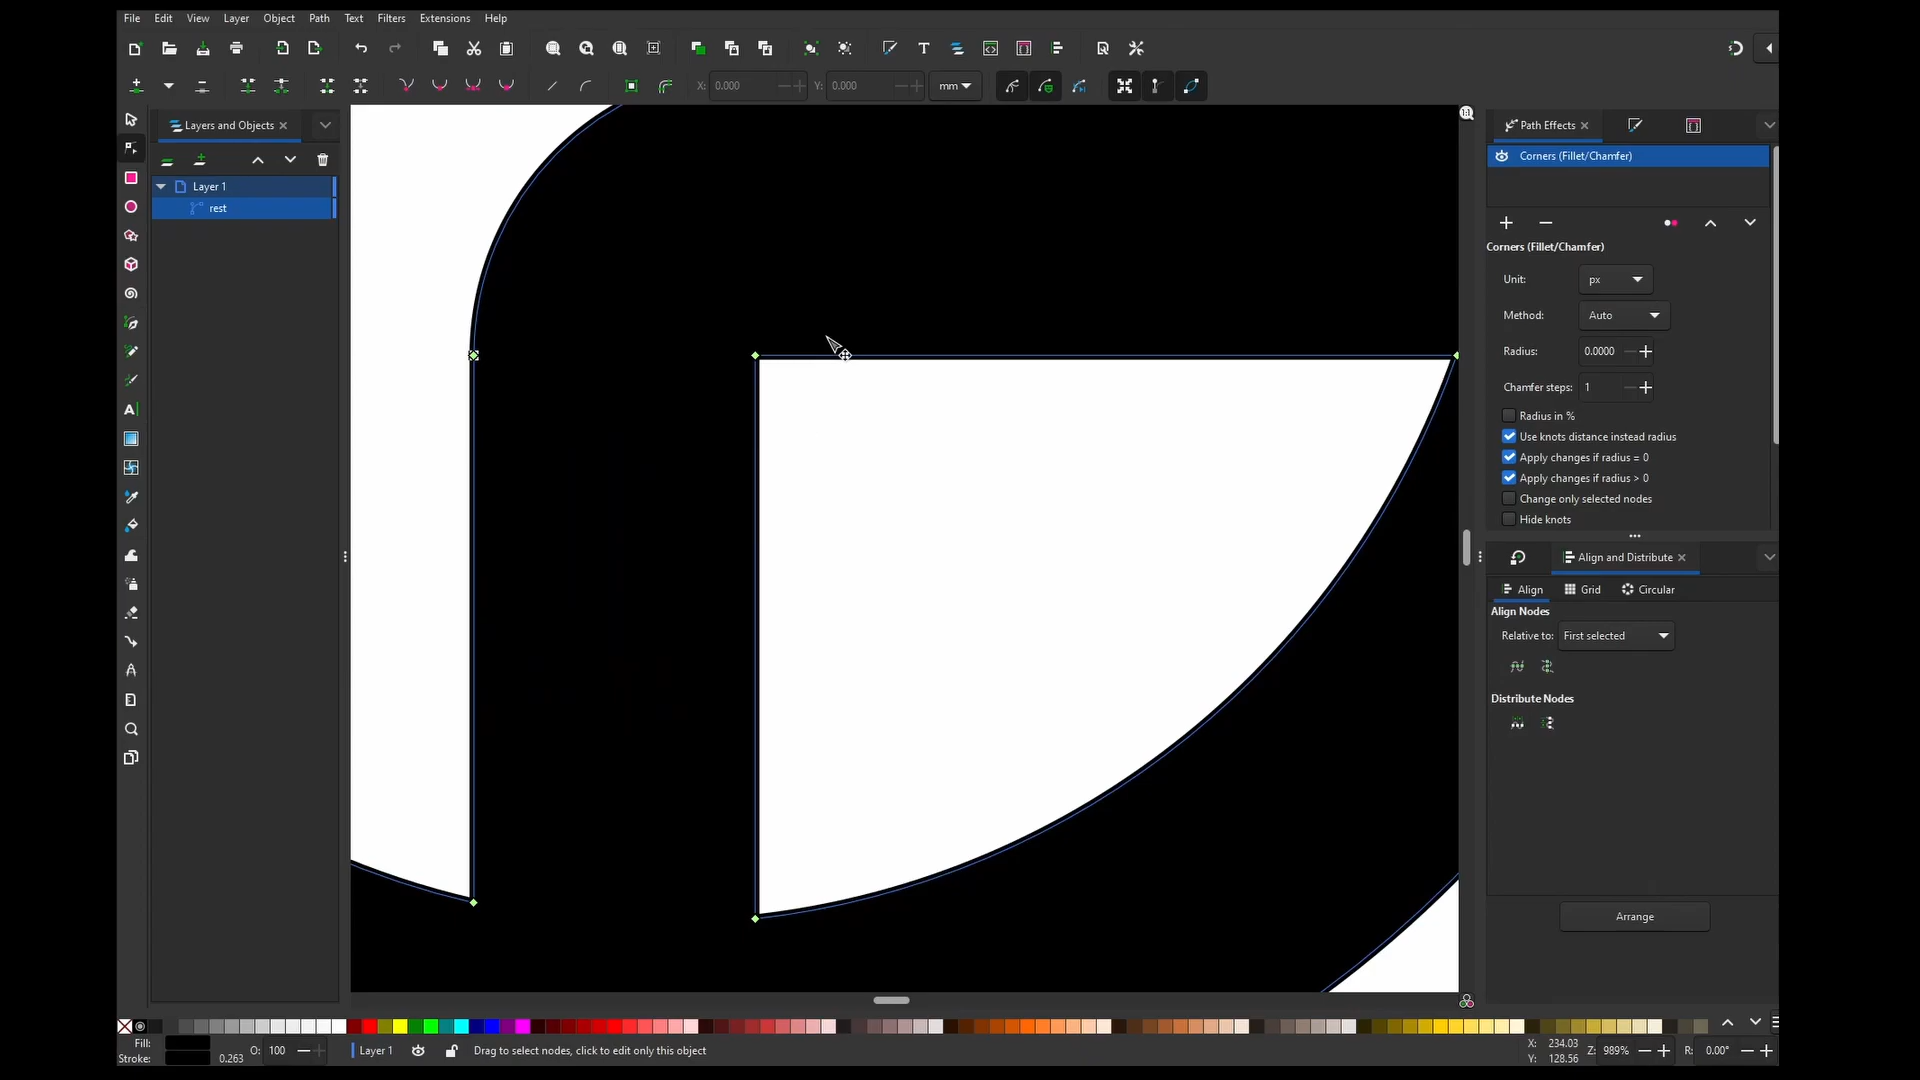 File Edit View Layer Object Path Text Filters Extensions Help
X: 0.000 Y: 0.000 mm
Layers and Objects
Layer 1
rest
Path Effects
Corners (Fillet/Chamfer)
Corners (Fillet/Chamfer)
Unit: px
Method: Auto
Radius: 0.0000
Chamfer steps: 1
Radius in %
Use knots distance instead radius
Apply changes if radius = 0
Apply changes if radius > 0
Change only selected nodes
Hide knots
Align and Distribute
Align Grid Circular
Align Nodes
Relative to: First selected
Distribute Nodes
Arrange
Fill:
Stroke: 0.263 O: 100 Layer 1 Drag to select nodes, click to edit only this object
X: 234.03
Y: 128.56
Z: 989% R: 0.00°